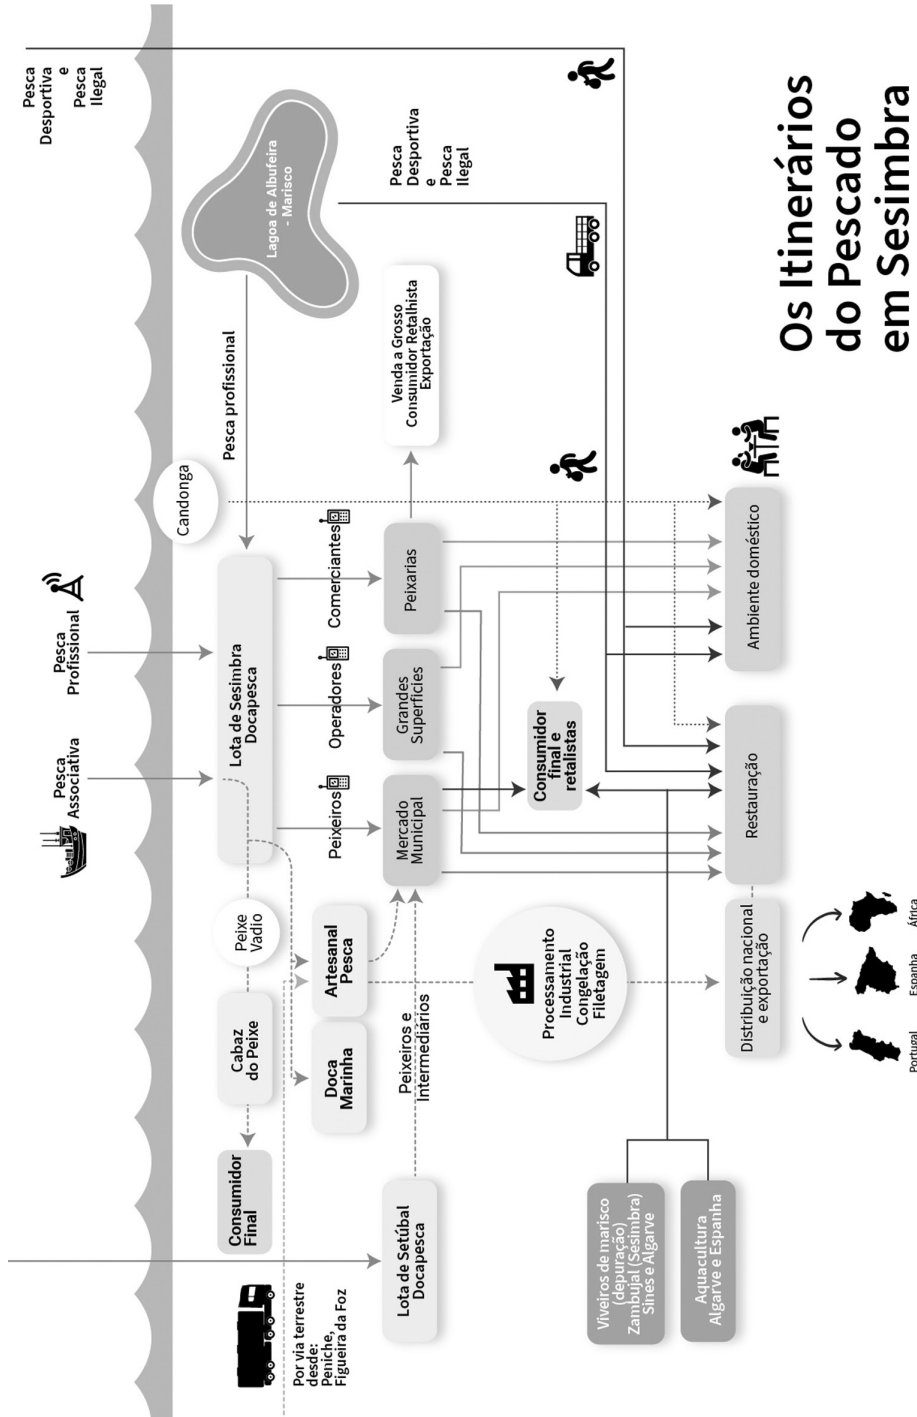 Os Itinerários
do Pescado
em Sesimbra
Pesca
Associativa
Pesca
Profissional
Pesca
Desportiva
e
Pesca
Ilegal
Candonga
Pesca profissional
Lagoa de Albufeira
- Marisco
Pesca
Desportiva
e
Pesca
Ilegal
Por via terrestre
desde:
Peniche,
Figueira da Foz
Consumidor
Final
Cabaz
do Peixe
Peixe
Vadio
Lota de Sesimbra
Docapesca
Doca
Marinha
Artesanal
Pesca
Peixeiros
Operadores
Comerciantes
Lota de Setúbal
Docapesca
Peixeiros e
Intermediários
Mercado
Municipal
Grandes
Superfícies
Peixarias
Venda a Grosso
Consumidor Retalhista
Exportação
Processamento
Industrial
Congelação
Filetagem
Consumidor
final e
retalistas
Viveiros de marisco
(depuração)
Zambujal (Sesimbra)
Sines e Algarve
Aquacultura
Algarve e Espanha
Distribuição nacional
e exportação
Restauração
Ambiente doméstico
Portugal
Espanha
África